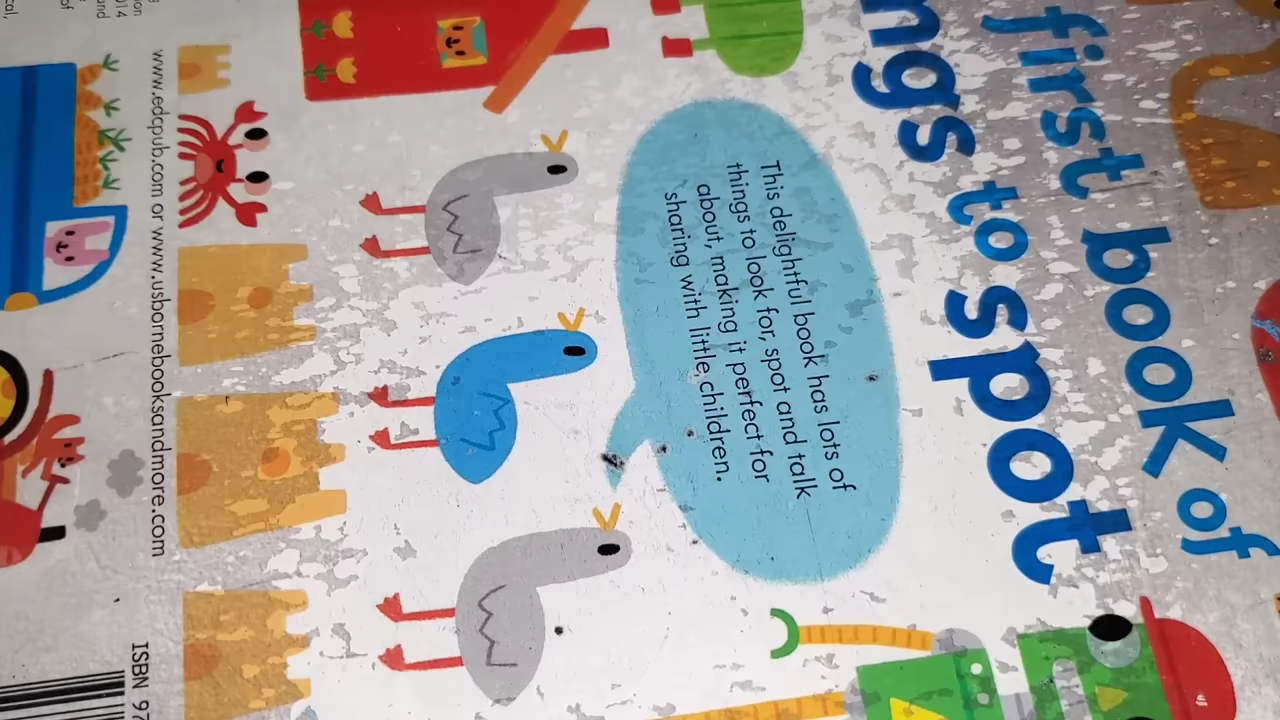 first book of
ngs to spot
This delightful book has lots of
things to look for, spot and talk
about, making it perfect for
sharing with little children.
www.edcpub.com or www.usbornebooksandmore.com
ISBN 97